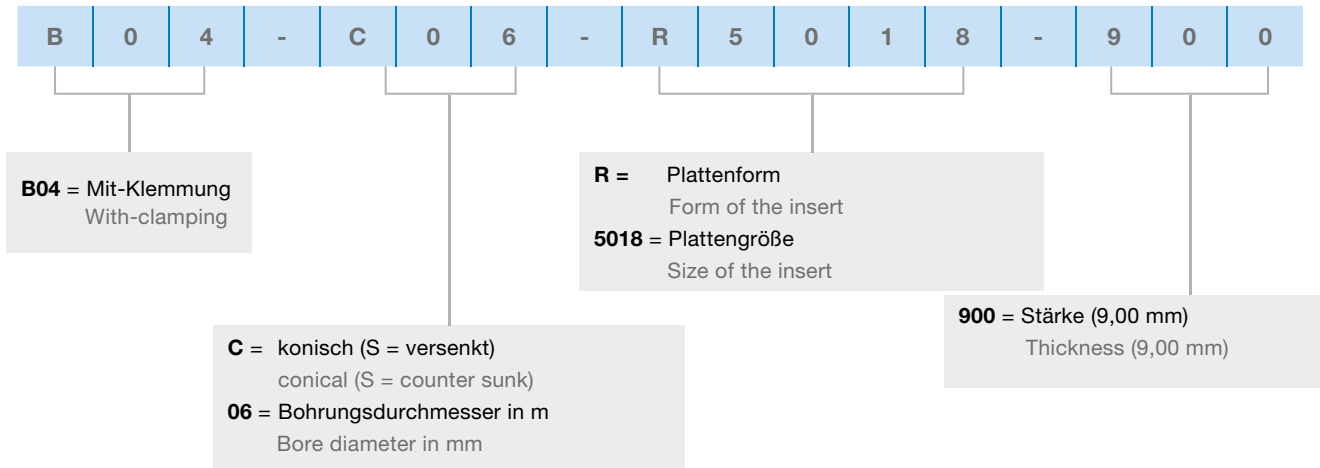 B 0 4 - C 0 6 - R 5 0 1 8 - 9 0 0
B04 = Mit-Klemmung
With-clamping
R = Plattenform
Form of the insert
5018 = Plattengröße
Size of the insert
900 = Stärke (9,00 mm)
Thickness (9,00 mm)
C = konisch (S = versenkt)
conical (S = counter sunk)
06 = Bohrungsdurchmesser in m
Bore diameter in mm